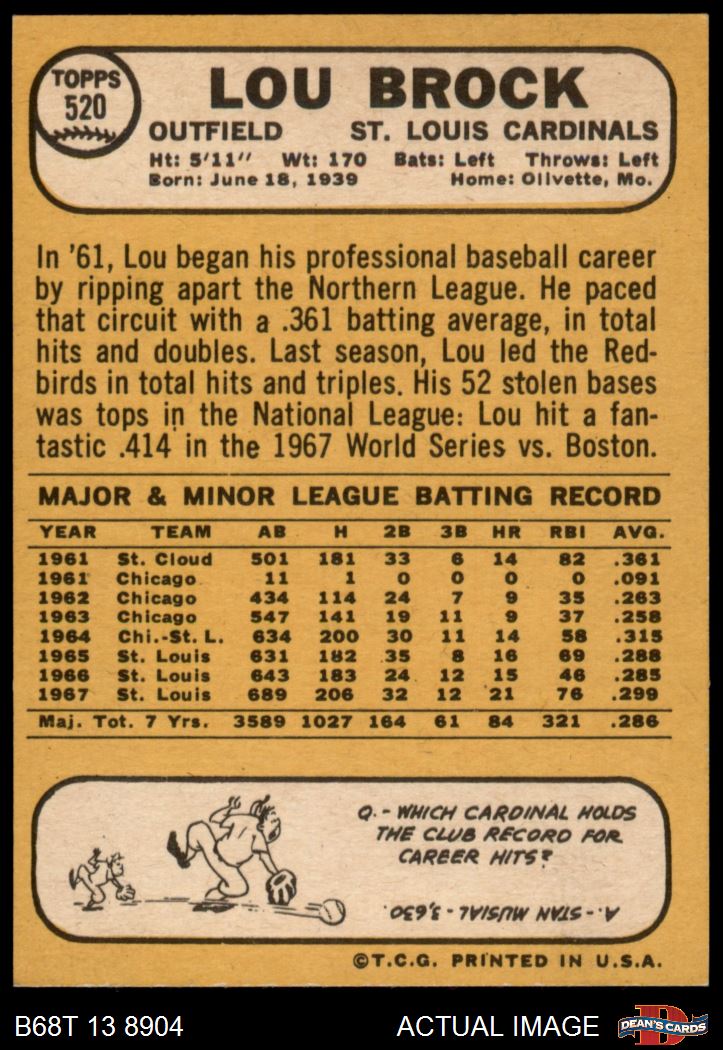 TOPPS
520
LOU BROCK
OUTFIELD ST. LOUIS CARDINALS
Ht: 5'11" Wt: 170 Bats: Left Throws: Left
Born: June 18, 1939 Home: Olivette, Mo.
In '61, Lou began his professional baseball career
by ripping apart the Northern League. He paced
that circuit with a .361 batting average, in total
hits and doubles. Last season, Lou led the Red-
birds in total hits and triples. His 52 stolen bases
was tops in the National League: Lou hit a fan-
tastic .414 in the 1967 World Series vs. Boston.
MAJOR & MINOR LEAGUE BATTING RECORD
YEAR TEAM AB H 2B 3B HR RBI AVG.
1961 St. Cloud 501 181 33 6 14 82 .361
1961 Chicago 11 1 0 0 0 0 .091
1962 Chicago 434 114 24 7 9 35 .263
1963 Chicago 547 141 19 11 9 37 .258
1964 Chi.-St. L. 634 200 30 11 14 58 .315
1965 St. Louis 631 182 35 8 16 69 .288
1966 St. Louis 643 183 24 12 15 46 .285
1967 St. Louis 689 206 32 12 21 76 .299
Maj. Tot. 7 Yrs. 3589 1027 164 61 84 321 .286
Q.- WHICH CARDINAL HOLDS
THE CLUB RECORD FOR
CAREER HITS?
A.- STAN MUSIAL - 3,630.
©T.C.G. PRINTED IN U.S.A.
B68T 13 8904 ACTUAL IMAGE DEAN'S CARDS